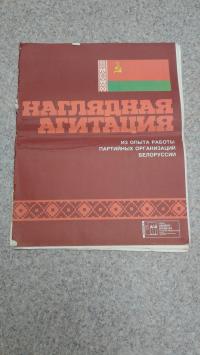 НАГЛЯДНАЯ
АГИТАЦИЯ
ИЗ ОПЫТА РАБОТЫ
ПАРТИЙНЫХ ОРГАНИЗАЦИЙ
БЕЛОРУССИИ